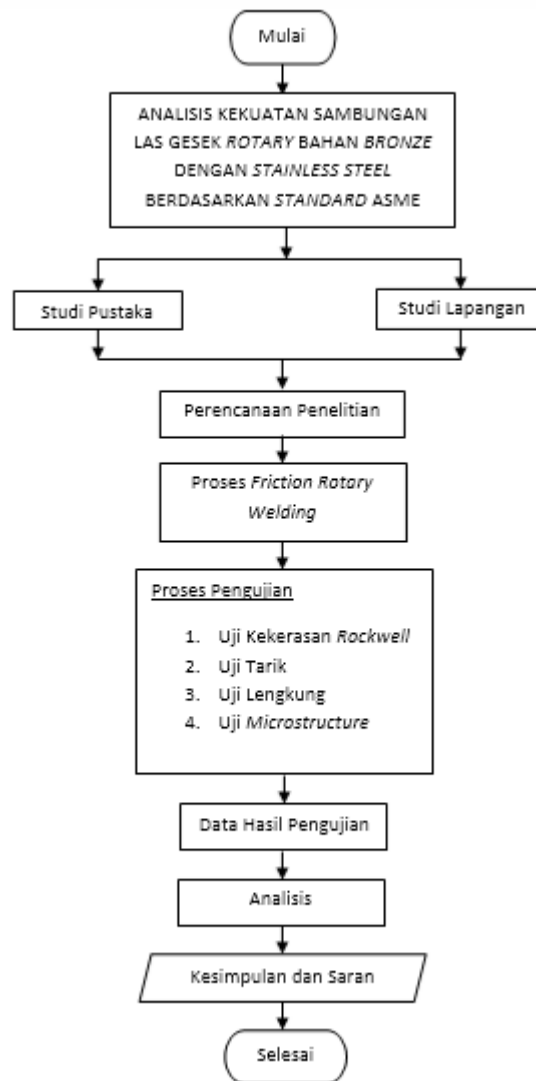 Mulai
ANALISIS KEKUATAN SAMBUNGAN
LAS GESEK ROTARY BAHAN BRONZE
DENGAN STAINLESS STEEL
BERDASARKAN STANDARD ASME
Studi Pustaka
Studi Lapangan
Perencanaan Penelitian
Proses Friction Rotary
Welding
Proses Pengujian
1. Uji Kekerasan Rockwell
2. Uji Tarik
3. Uji Lengkung
4. Uji Microstructure
Data Hasil Pengujian
Analisis
Kesimpulan dan Saran
Selesai